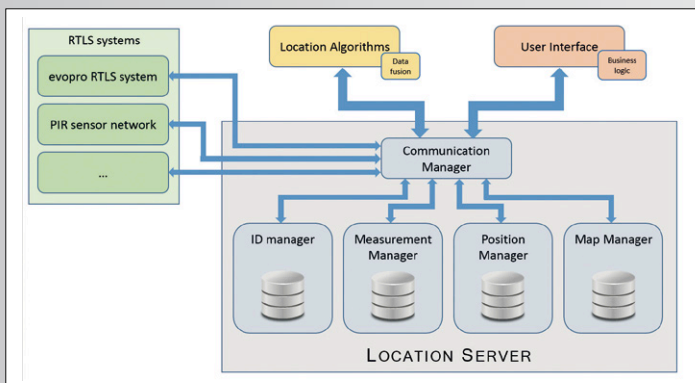 RTLS systems
evopro RTLS system
PIR sensor network
...
Location Algorithms
Data
fusion
User Interface
Business
logic
Communication
Manager
ID manager
Measurement
Manager
Position
Manager
Map Manager
LOCATION SERVER